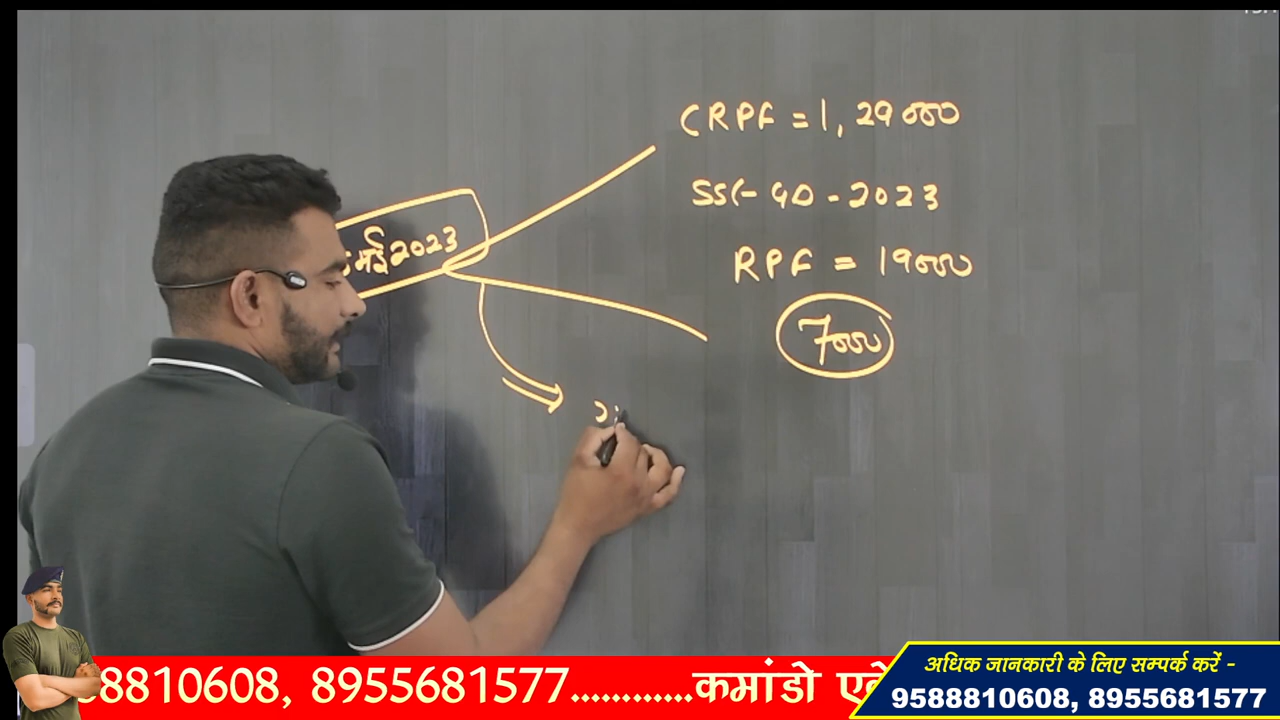 CRPF = 1,29000
SSC-GD-2023
मई 2023
RPF = 19000
7000
अधिक जानकारी के लिए सम्पर्क करें -
9588810608, 8955681577
88810608, 8955681577............कमांडो